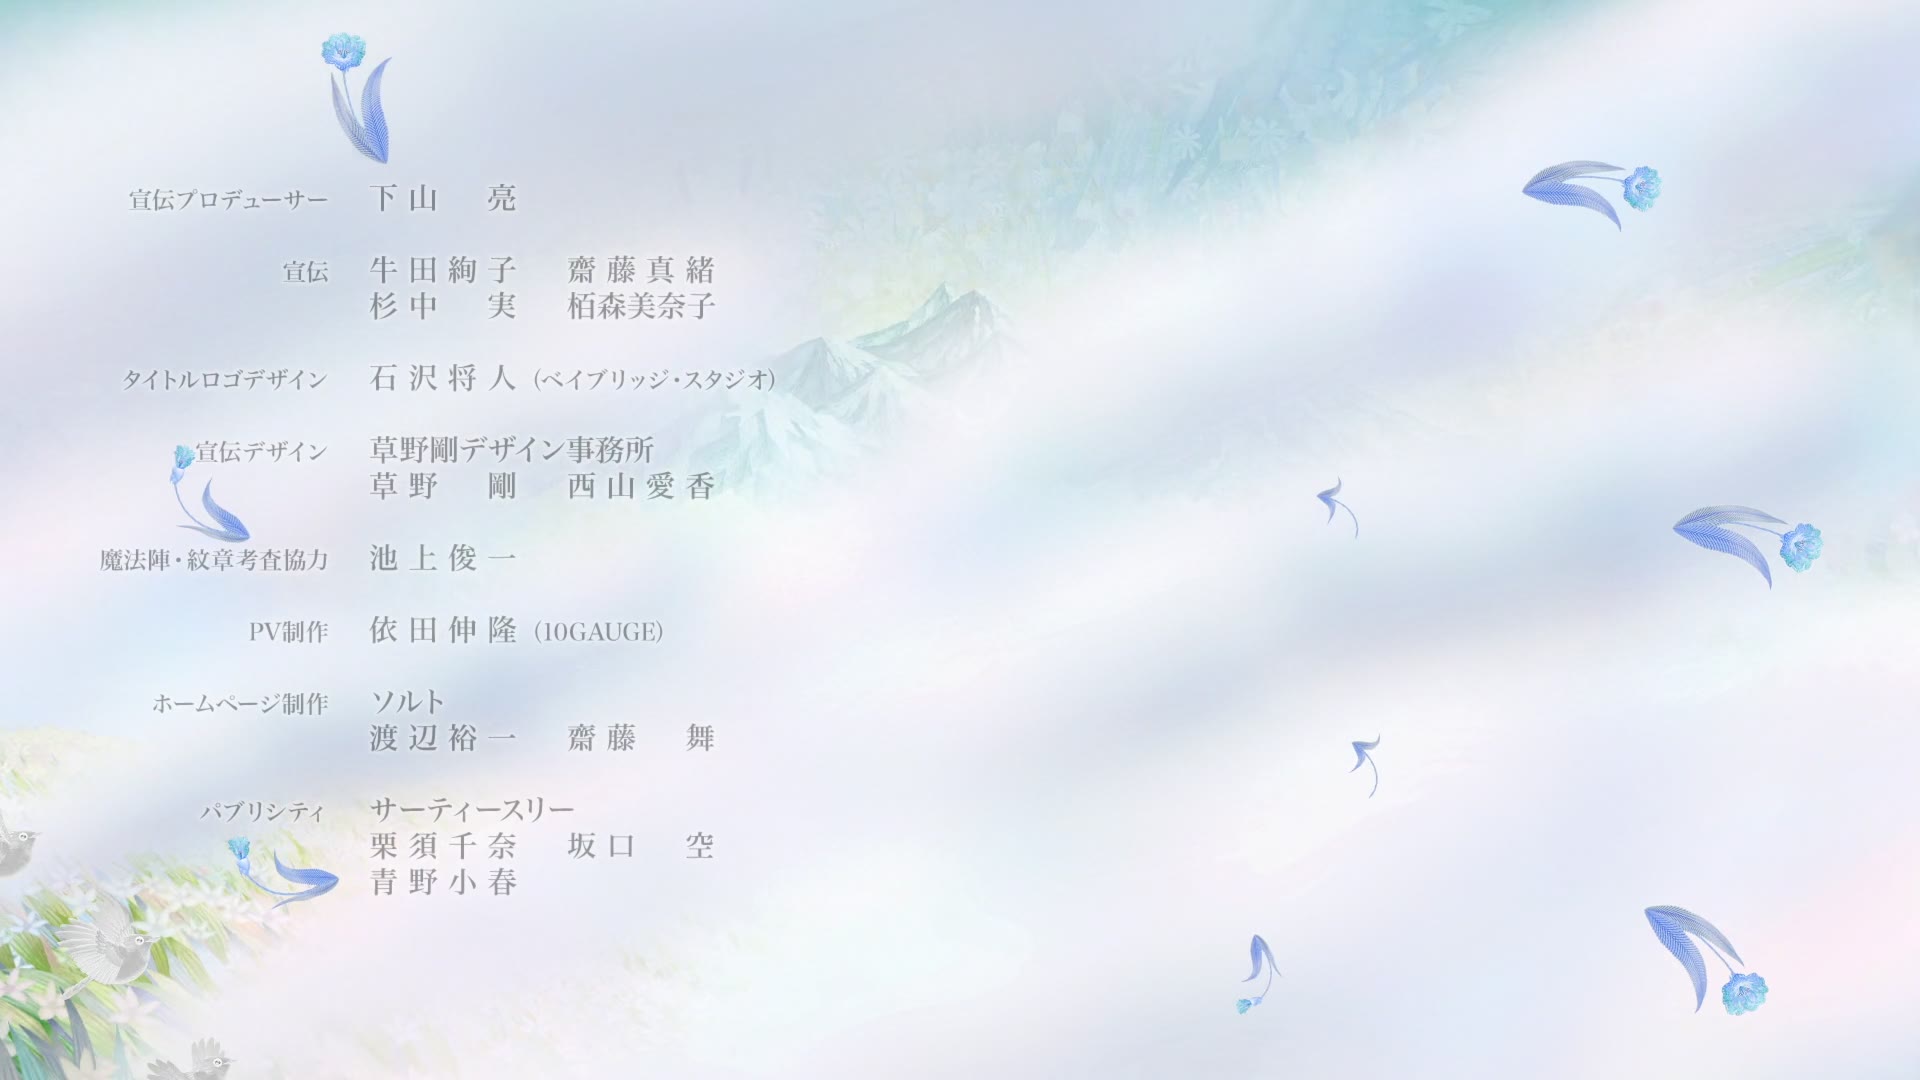 宣伝プロデューサー 下山 亮
宣伝 牛田絢子 齋藤真緒
杉中 実 栢森美奈子
タイトルロゴデザイン 石沢将人 (ベイブリッジ・スタジオ)
宣伝デザイン 草野剛デザイン事務所
草野 剛 西山愛香
魔法陣・紋章考査協力 池上俊一
PV制作 依田伸隆 (10GAUGE)
ホームページ制作 ソルト
渡辺裕一 齋藤 舞
パブリシティ サーティースリー
栗須千奈 坂口 空
青野小春